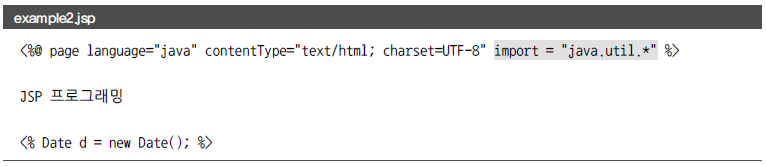 example2.jsp
<%@ page language="java" contentType="text/html; charset=UTF-8" import = "java.util.*" %>
JSP 프로그래밍
<% Date d = new Date(); %>